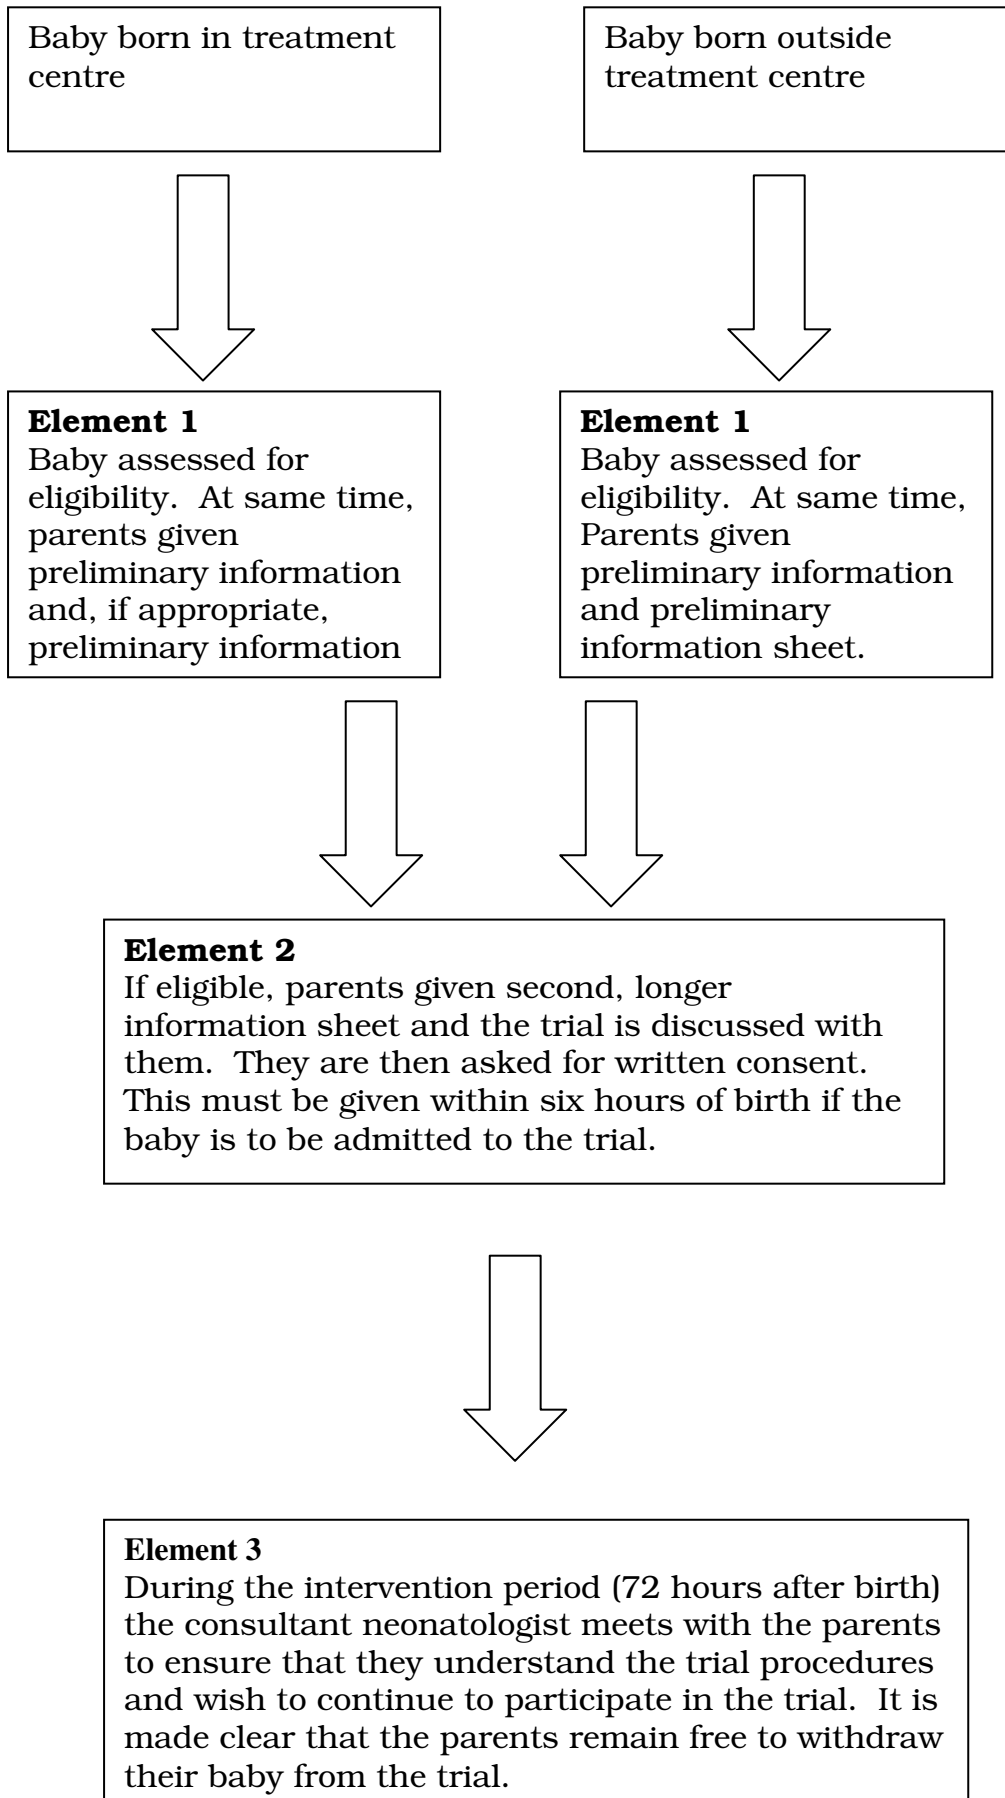 Baby born in treatment
centre
Baby born outside
treatment centre
Element 1
Baby assessed for
eligibility.  At same time,
parents given
preliminary information
and, if appropriate,
preliminary information
Element 1
Baby assessed for
eligibility.  At same time,
Parents given
preliminary information
and preliminary
information sheet.
Element 2
If eligible, parents given second, longer
information sheet and the trial is discussed with
them.  They are then asked for written consent.
This must be given within six hours of birth if the
baby is to be admitted to the trial.
Element 3
During the intervention period (72 hours after birth)
the consultant neonatologist meets with the parents
to ensure that they understand the trial procedures
and wish to continue to participate in the trial.  It is
made clear that the parents remain free to withdraw
their baby from the trial.